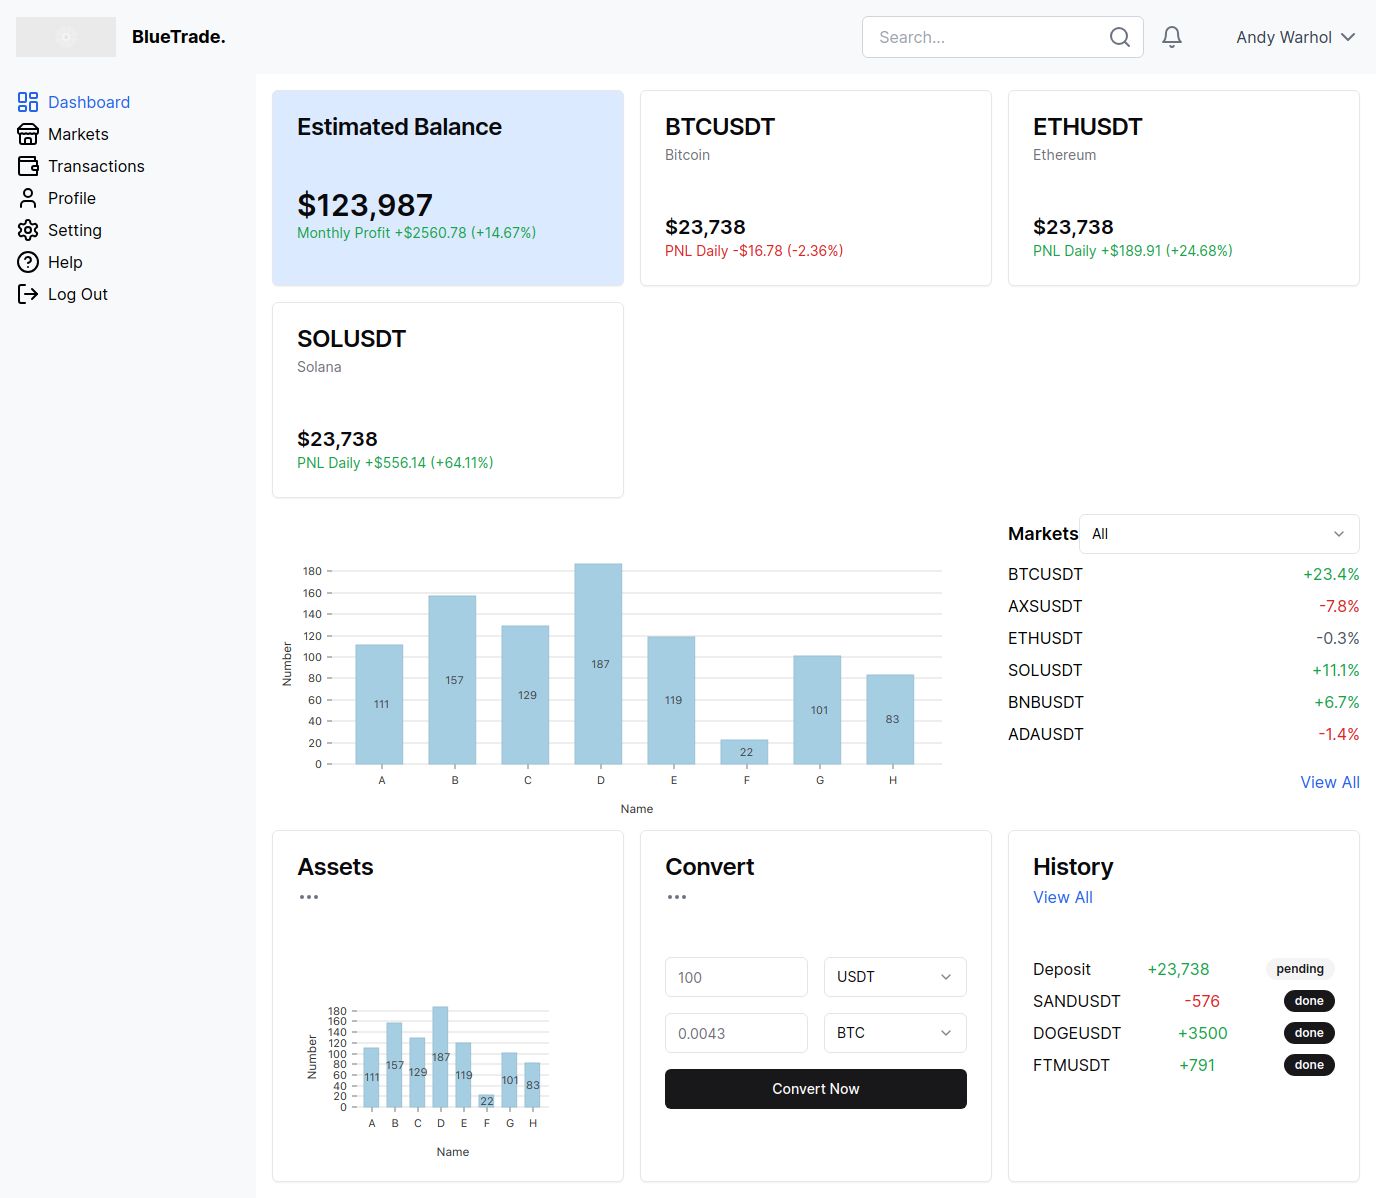 BlueTrade.
Search...
Andy Warhol
Dashboard
Markets
Transactions
Profile
Setting
Help
Log Out
Estimated Balance
$123,987
Monthly Profit +$2560.78 (+14.67%)
BTCUSDT
Bitcoin
$23,738
PNL Daily -$16.78 (-2.36%)
ETHUSDT
Ethereum
$23,738
PNL Daily +$189.91 (+24.68%)
SOLUSDT
Solana
$23,738
PNL Daily +$556.14 (+64.11%)
Number
180
160
140
120
100
80
60
40
20
0
111
157
129
187
119
22
101
83
A B C D E F G H
Name
Markets
All
BTCUSDT +23.4%
AXSUSDT -7.8%
ETHUSDT -0.3%
SOLUSDT +11.1%
BNBUSDT +6.7%
ADAUSDT -1.4%
View All
Assets
Number
180
160
140
120
100
80
60
40
20
0
111
157
129
187
119
22
101
83
A B C D E F G H
Name
Convert
100 USDT
0.0043 BTC
Convert Now
History
View All
Deposit +23,738 pending
SANDUSDT -576 done
DOGEUSDT +3500 done
FTMUSDT +791 done